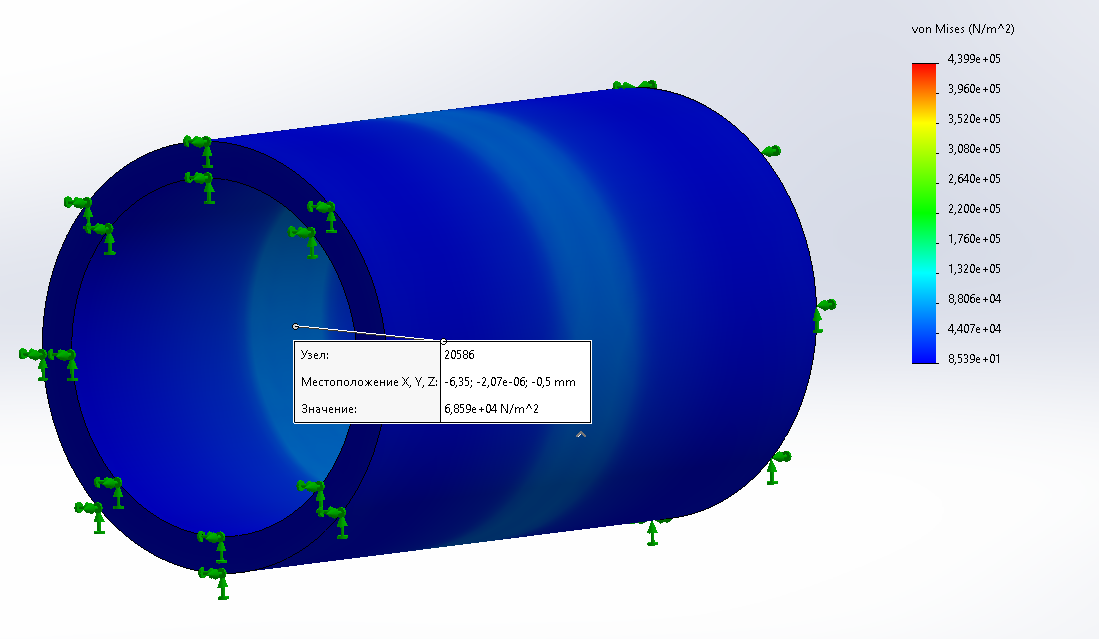 von Mises (N/m^2)
4,399e+05
3,960e+05
3,520e+05
3,080e+05
2,640e+05
2,200e+05
1,760e+05
1,320e+05
8,806e+04
4,407e+04
8,539e+01
Узел: 20586
Местоположение X, Y, Z: -6,35; -2,07e-06; -0,5 mm
Значение: 6,859e+04 N/m^2